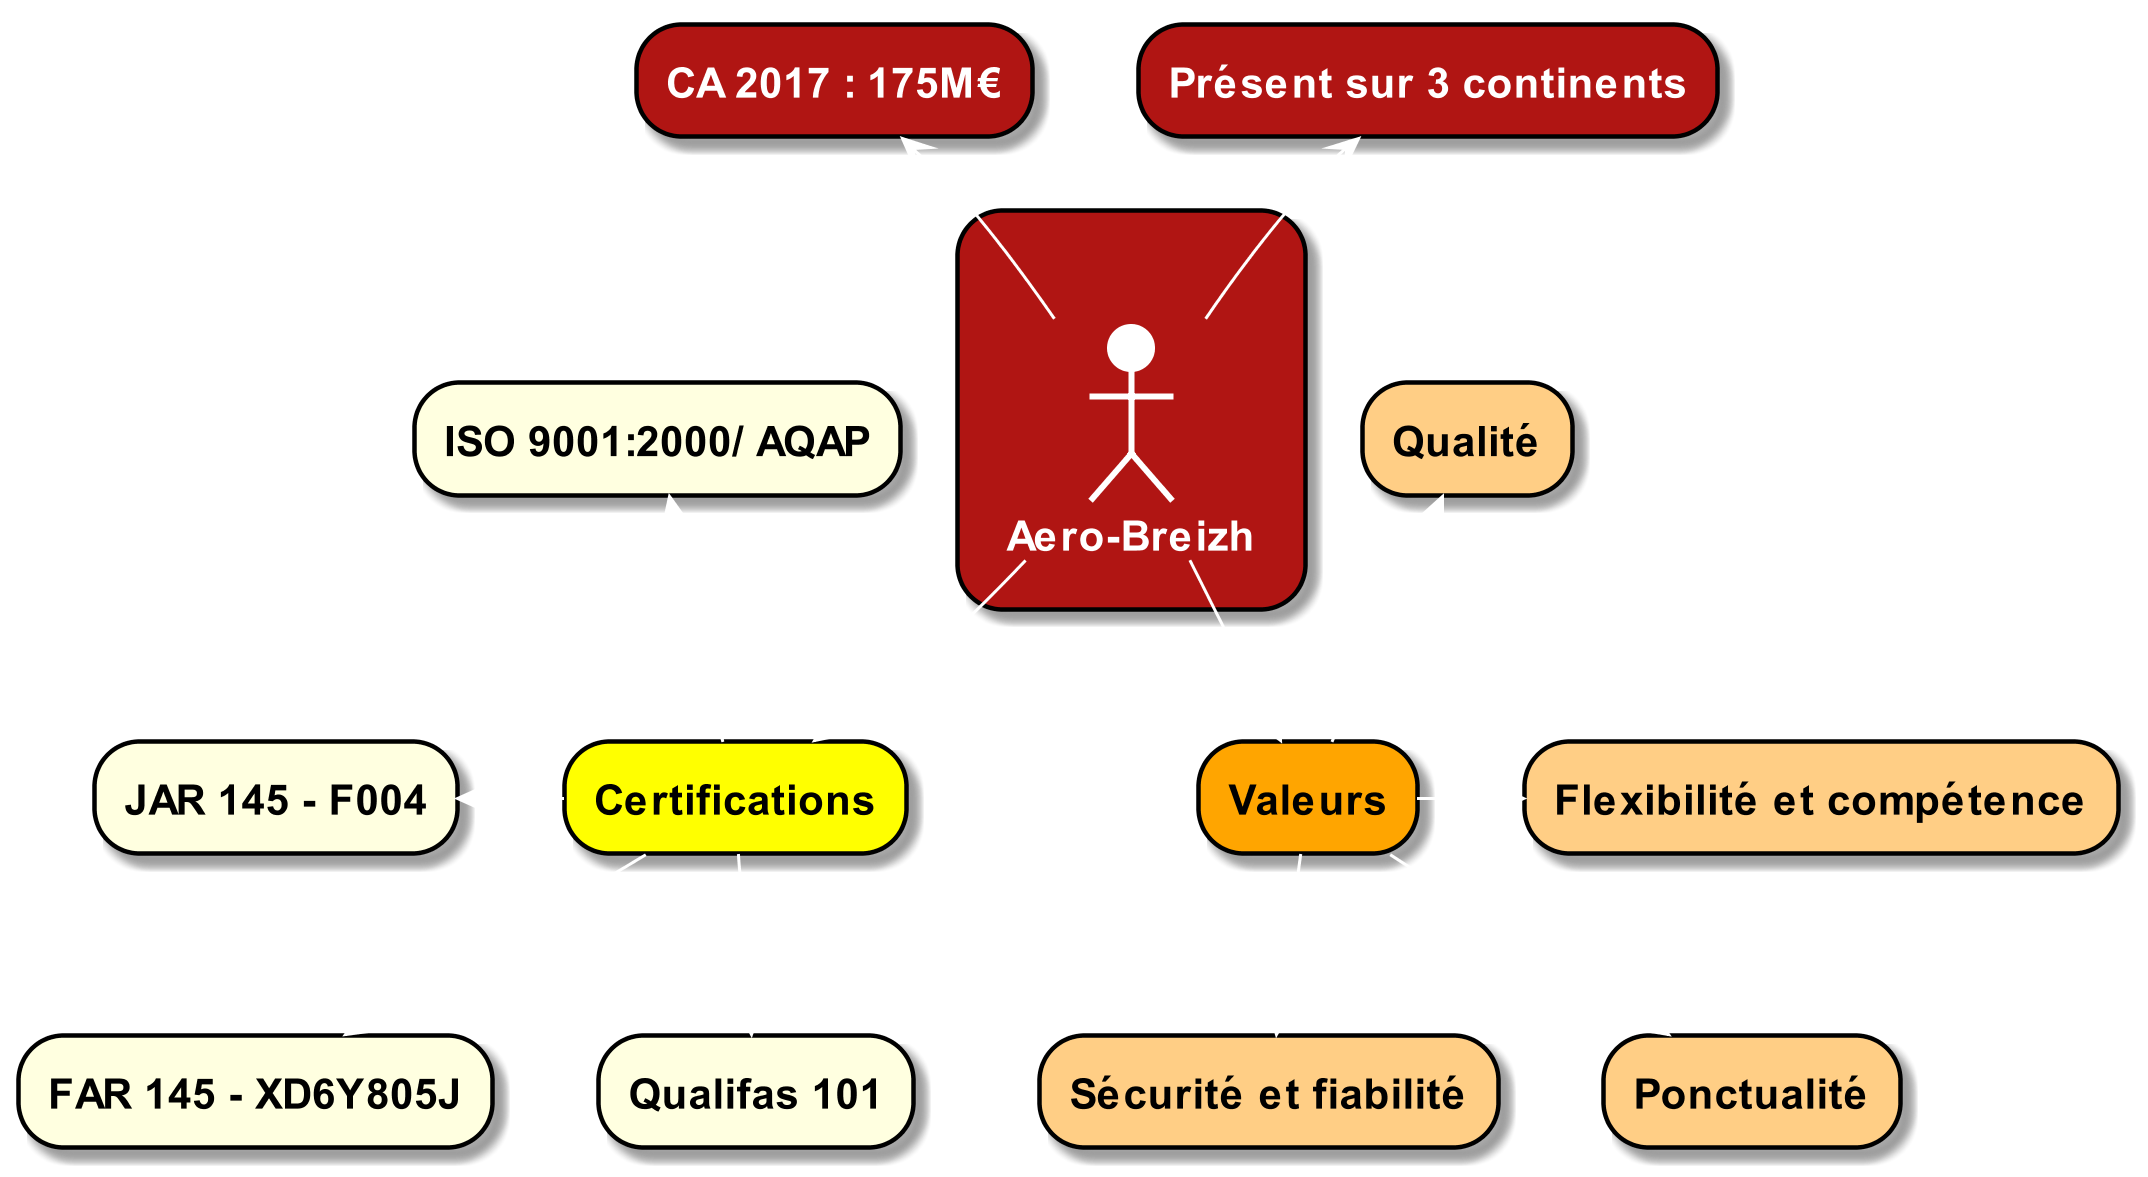 CA 2017 : 175M€
Présent sur 3 continents
ISO 9001:2000/ AQAP
Aero-Breizh
Qualité
JAR 145 - F004
Certifications
Valeurs
Flexibilité et compétence
FAR 145 - XD6Y805J
Qualifas 101
Sécurité et fiabilité
Ponctualité